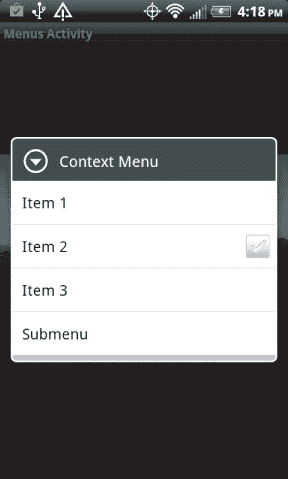 4:18 PM
Menus Activity
Context Menu
Item 1
Item 2
Item 3
Submenu